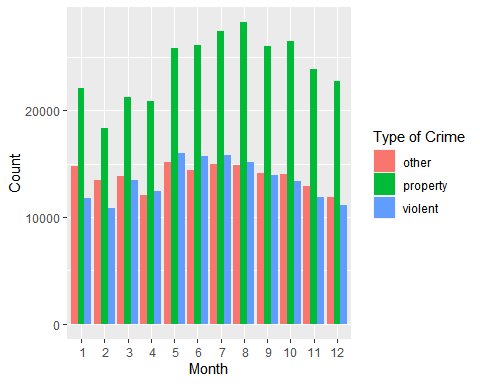 Count
20000
10000
0
1 2 3 4 5 6 7 8 9 10 11 12
Month
Type of Crime
other
property
violent